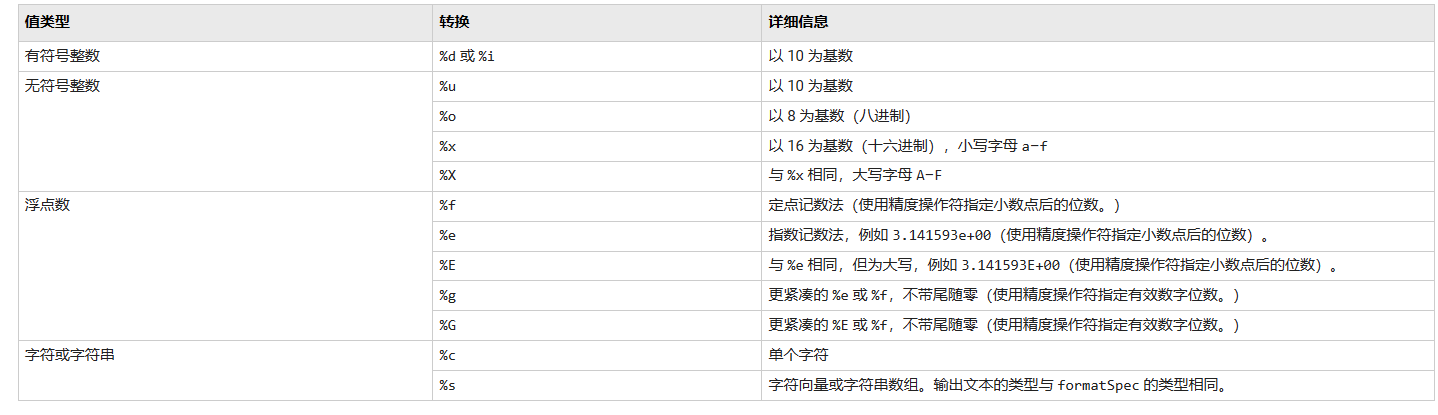 值类型 转换 详细信息
有符号整数 %d 或 %i 以 10 为基数
无符号整数 %u 以 10 为基数
%o 以 8 为基数（八进制）
%x 以 16 为基数（十六进制），小写字母 a−f
%X 与 %x 相同，大写字母 A−F
浮点数 %f 定点记数法（使用精度操作符指定小数点后的位数。）
%e 指数记数法，例如 3.141593e+00（使用精度操作符指定小数点后的位数）。
%E 与 %e 相同，但为大写，例如 3.141593E+00（使用精度操作符指定小数点后的位数）。
%g 更紧凑的 %e 或 %f，不带尾随零（使用精度操作符指定有效数字位数。）
%G 更紧凑的 %E 或 %f，不带尾随零（使用精度操作符指定有效数字位数。）
字符或字符串 %c 单个字符
%s 字符向量或字符串数组。输出文本的类型与 formatSpec 的类型相同。